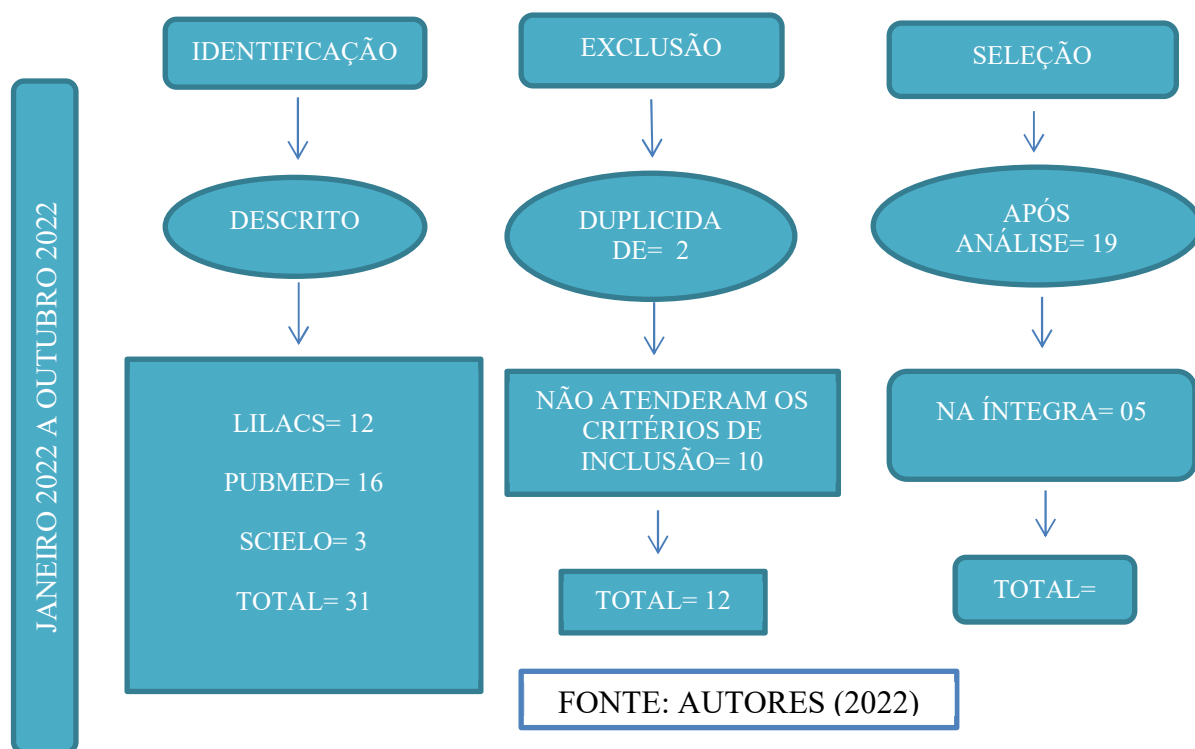 JANEIRO 2022 A OUTUBRO 2022
IDENTIFICAÇÃO
DESCRITO
LILACS= 12
PUBMED= 16
SCIELO= 3
TOTAL= 31
EXCLUSÃO
DUPLICIDA
DE= 2
NÃO ATENDERAM OS
CRITÉRIOS DE
INCLUSÃO= 10
TOTAL= 12
SELEÇÃO
APÓS
ANÁLISE= 19
NA ÍNTEGRA= 05
TOTAL=
FONTE: AUTORES (2022)